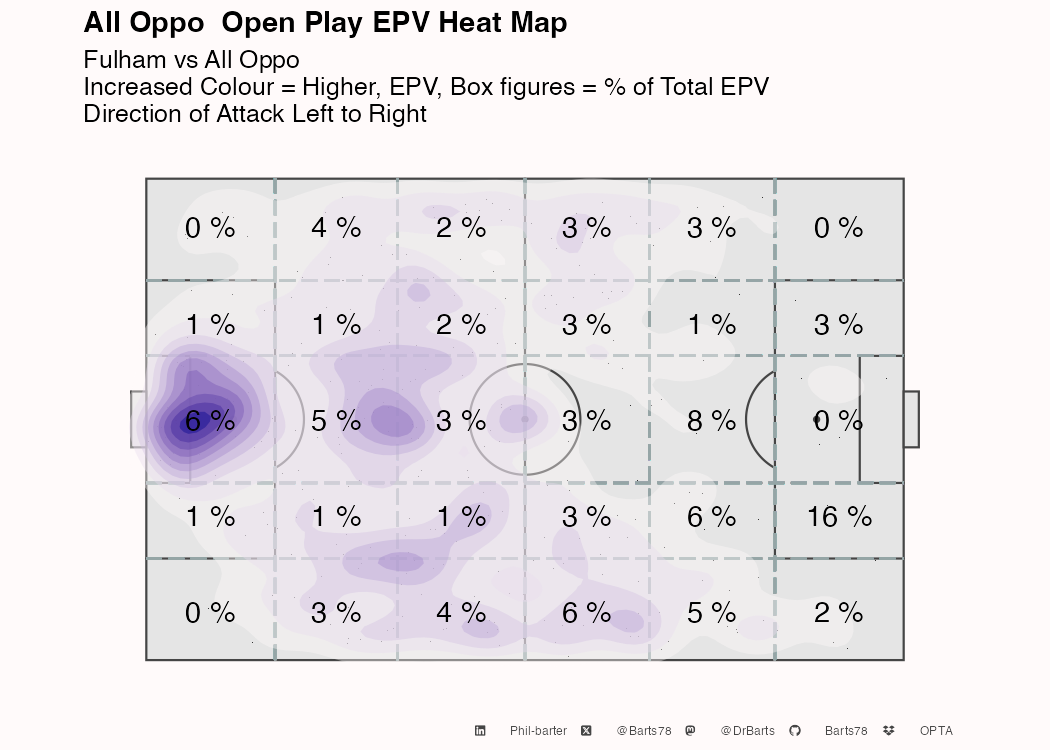 All Oppo  Open Play EPV Heat Map
Fulham vs All Oppo
Increased Colour = Higher, EPV, Box figures = % of Total EPV
Direction of Attack Left to Right
0 % 4 % 2 % 3 % 3 % 0 %
1 % 1 % 2 % 3 % 1 % 3 %
6 % 5 % 3 % 3 % 8 % 0 %
1 % 1 % 1 % 3 % 6 % 16 %
0 % 3 % 4 % 6 % 5 % 2 %
Phil-barter @Barts78 @DrBarts Barts78 OPTA